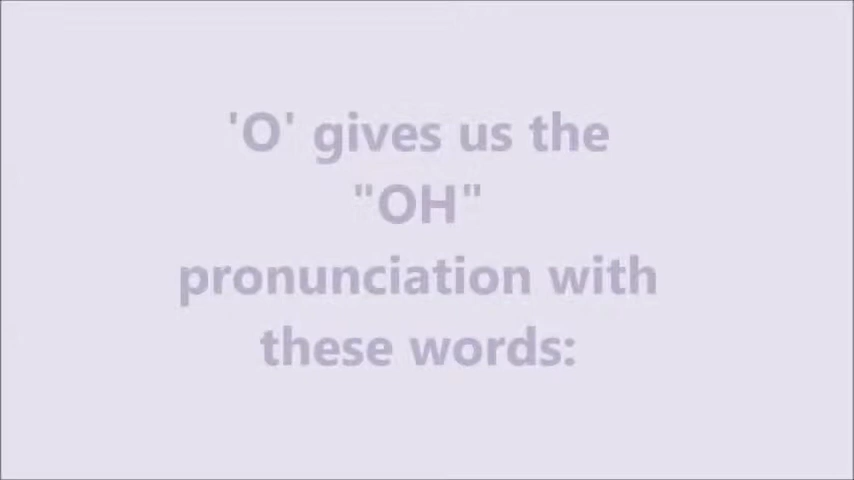 'O' gives us the
"OH"
pronunciation with
these words: